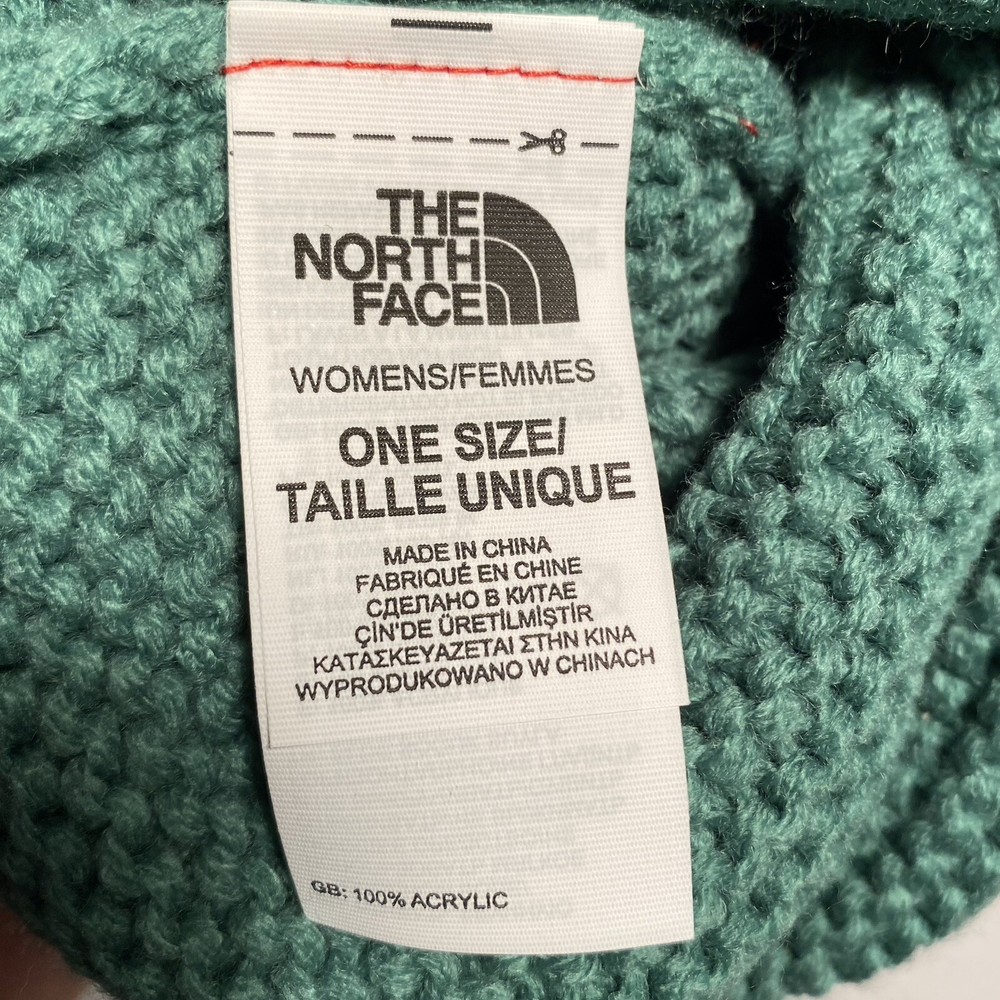 THE
NORTH
FACE
WOMENS/FEMMES
ONE SIZE/
TAILLE UNIQUE
MADE IN CHINA
FABRIQUÉ EN CHINE
СДЕЛАНО В КИТАЕ
ÇİN'DE ÜRETİLMİŞTİR
ΚΑΤΑΣΚΕΥΑΖΕΤΑΙ ΣΤΗΝ ΚΙΝΑ
WYPRODUKOWANO W CHINACH
GB: 100% ACRYLIC